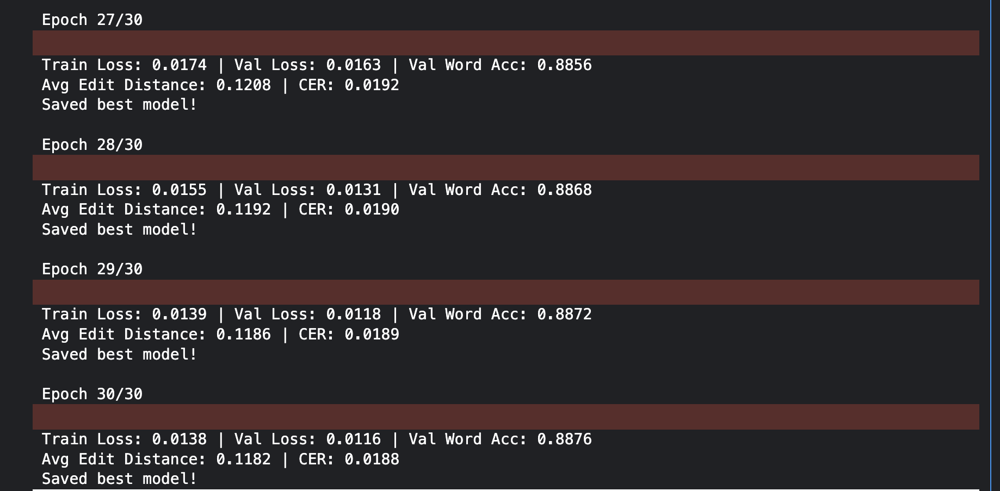 Epoch 27/30
Train Loss: 0.0174 | Val Loss: 0.0163 | Val Word Acc: 0.8856
Avg Edit Distance: 0.1208 | CER: 0.0192
Saved best model!
Epoch 28/30
Train Loss: 0.0155 | Val Loss: 0.0131 | Val Word Acc: 0.8868
Avg Edit Distance: 0.1192 | CER: 0.0190
Saved best model!
Epoch 29/30
Train Loss: 0.0139 | Val Loss: 0.0118 | Val Word Acc: 0.8872
Avg Edit Distance: 0.1186 | CER: 0.0189
Saved best model!
Epoch 30/30
Train Loss: 0.0138 | Val Loss: 0.0116 | Val Word Acc: 0.8876
Avg Edit Distance: 0.1182 | CER: 0.0188
Saved best model!